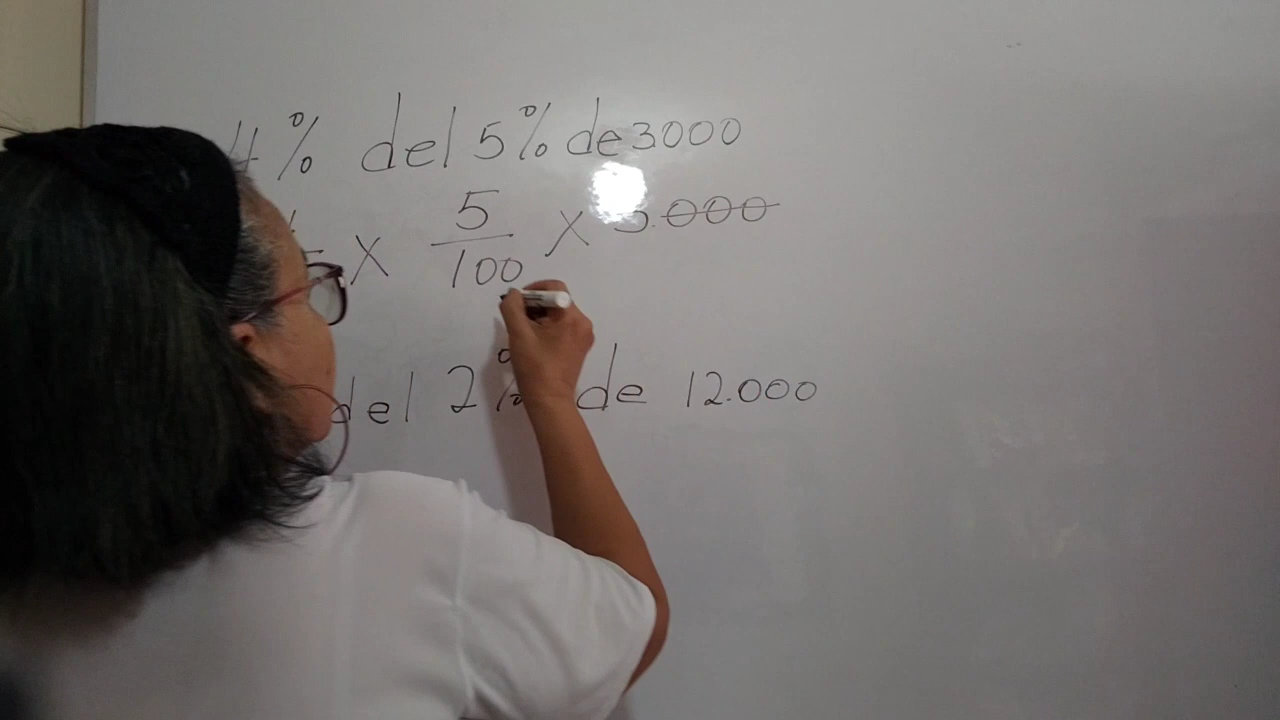 4% del 5% de 3000
x 5/100 x 3.000
del 2% de 12.000